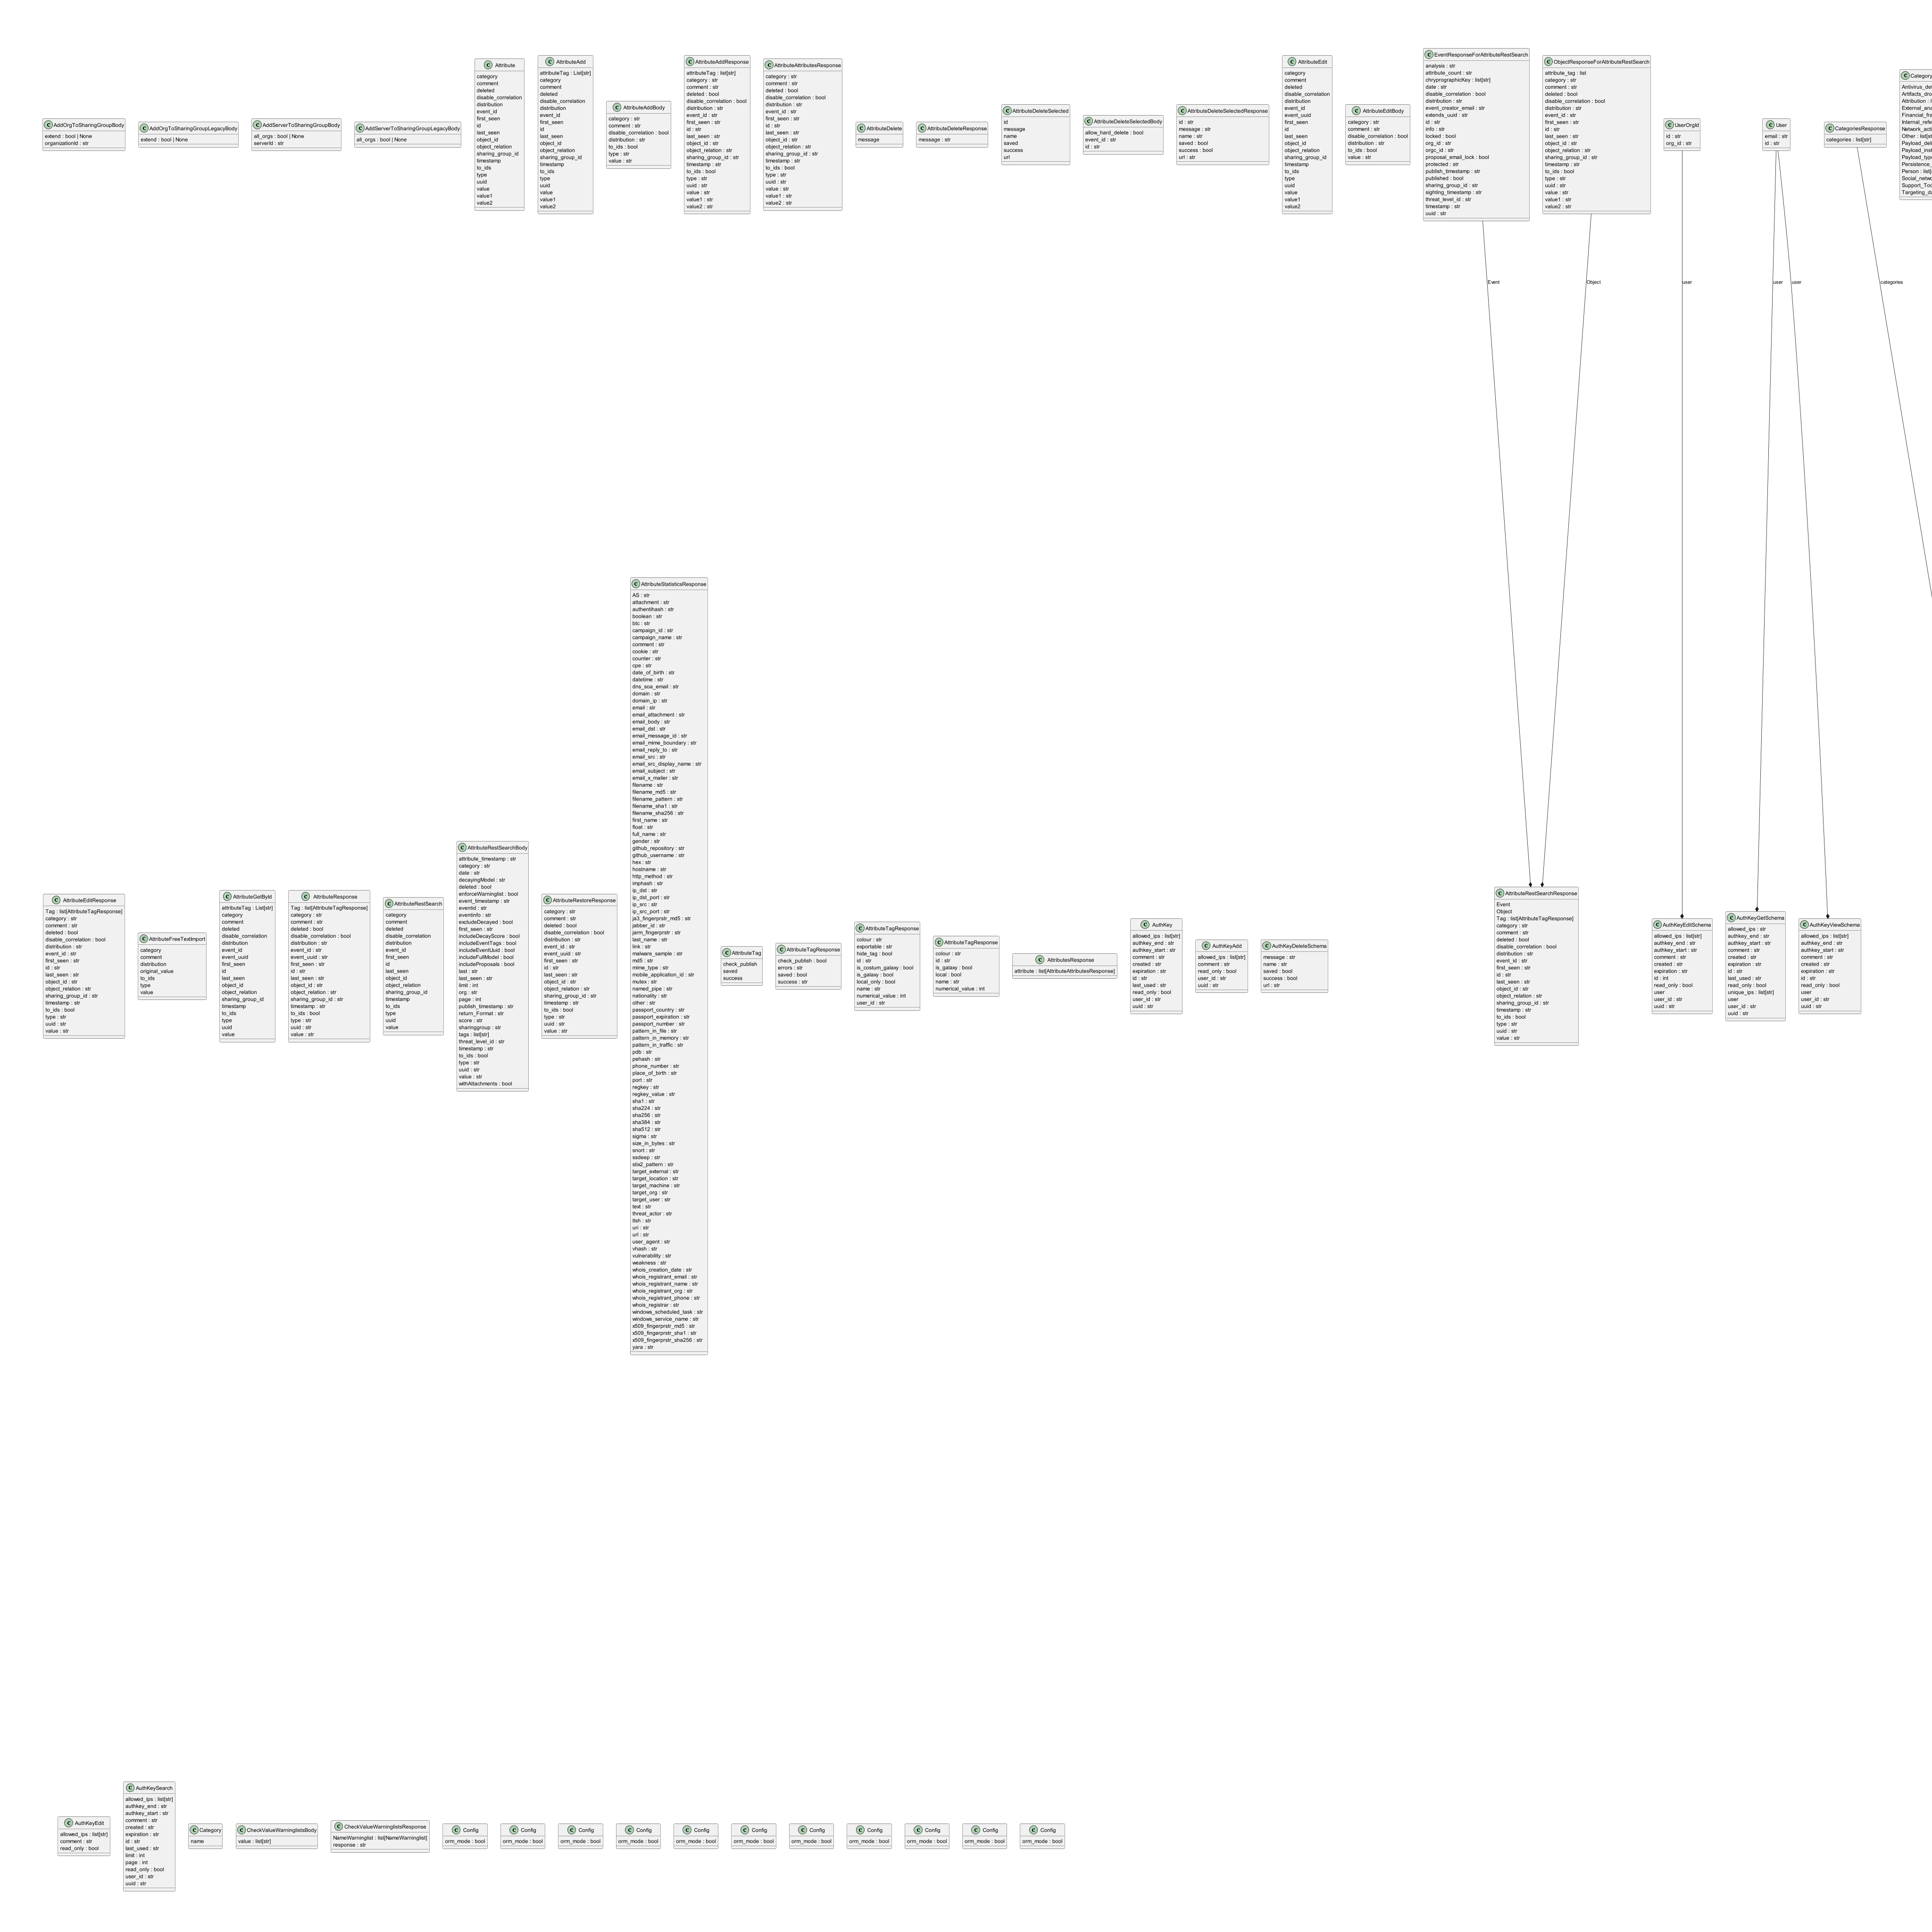 C AddOrgToSharingGroupBody
extend : bool | None
organizationId : str
C AddOrgToSharingGroupLegacyBody
extend : bool | None
C AddServerToSharingGroupBody
all_orgs : bool | None
serverId : str
C AddServerToSharingGroupLegacyBody
all_orgs : bool | None
C Attribute
category
comment
deleted
disable_correlation
distribution
event_id
first_seen
id
last_seen
object_id
object_relation
sharing_group_id
timestamp
to_ids
type
uuid
value
value1
value2
C AttributeAdd
attributeTag : List[str]
category
comment
deleted
disable_correlation
distribution
event_id
first_seen
id
last_seen
object_id
object_relation
sharing_group_id
timestamp
to_ids
type
uuid
value
value1
value2
C AttributeAddBody
category : str
comment : str
disable_correlation : bool
distribution : str
to_ids : bool
type : str
value : str
C AttributeAddResponse
attributeTag : list[str]
category : str
comment : str
deleted : bool
disable_correlation : bool
distribution : str
event_id : str
first_seen : str
id : str
last_seen : str
object_id : str
object_relation : str
sharing_group_id : str
timestamp : str
to_ids : bool
type : str
uuid : str
value : str
value1 : str
value2 : str
C AttributeAttributesResponse
category : str
comment : str
deleted : bool
disable_correlation : bool
distribution : str
event_id : str
first_seen : str
id : str
last_seen : str
object_id : str
object_relation : str
sharing_group_id : str
timestamp : str
to_ids : bool
type : str
uuid : str
value : str
value1 : str
value2 : str
C AttributeDelete
message
C AttributeDeleteResponse
message : str
C AttributeDeleteSelected
id
message
name
saved
success
url
C AttributeDeleteSelectedBody
allow_hard_delete : bool
event_id : str
id : str
C AttributeDeleteSelectedResponse
id : str
message : str
name : str
saved : bool
success : bool
url : str
C AttributeEdit
category
comment
deleted
disable_correlation
distribution
event_id
event_uuid
first_seen
id
last_seen
object_id
object_relation
sharing_group_id
timestamp
to_ids
type
uuid
value
value1
value2
C AttributeEditBody
category : str
comment : str
disable_correlation : bool
distribution : str
to_ids : bool
value : str
C EventResponseForAttributeRestSearch
analysis : str
attribute_count : str
chryprographicKey : list[str]
date : str
disable_correlation : bool
distribution : str
event_creator_email : str
extends_uuid : str
id : str
info : str
locked : bool
org_id : str
orgc_id : str
proposal_email_lock : bool
protected : str
publish_timestamp : str
published : bool
sharing_group_id : str
sighting_timestamp : str
threat_level_id : str
timestamp : str
uuid : str
C ObjectResponseForAttributeRestSearch
attribute_tag : list
category : str
comment : str
deleted : bool
disable_correlation : bool
distribution : str
event_id : str
first_seen : str
id : str
last_seen : str
object_id : str
object_relation : str
sharing_group_id : str
timestamp : str
to_ids : bool
type : str
uuid : str
value : str
value1 : str
value2 : str
C UserOrgId
id : str
org_id : str
C User
email : str
id : str
C CategoriesResponse
categories : list[str]
Event
Object
user
user
user
categories
C AttributeEditResponse
Tag : list[AttributeTagResponse]
category : str
comment : str
deleted : bool
disable_correlation : bool
distribution : str
event_id : str
first_seen : str
id : str
last_seen : str
object_id : str
object_relation : str
sharing_group_id : str
timestamp : str
to_ids : bool
type : str
uuid : str
value : str
C AttributeFreeTextImport
category
comment
distribution
original_value
to_ids
type
value
C AttributeGetById
attributeTag : List[str]
category
comment
deleted
disable_correlation
distribution
event_id
event_uuid
first_seen
id
last_seen
object_id
object_relation
sharing_group_id
timestamp
to_ids
type
uuid
value
C AttributeResponse
Tag : list[AttributeTagResponse]
category : str
comment : str
deleted : bool
disable_correlation : bool
distribution : str
event_id : str
event_uuid : str
first_seen : str
id : str
last_seen : str
object_id : str
object_relation : str
sharing_group_id : str
timestamp : str
to_ids : bool
type : str
uuid : str
value : str
C AttributeRestSearch
category
comment
deleted
disable_correlation
distribution
event_id
first_seen
id
last_seen
object_id
object_relation
sharing_group_id
timestamp
to_ids
type
uuid
value
C AttributeRestSearchBody
attribute_timestamp : str
category : str
date : str
decayingModel : str
deleted : bool
enforceWarninglist : bool
event_timestamp : str
eventid : str
eventinfo : str
excludeDecayed : bool
first_seen : str
includeDecayScore : bool
includeEventTags : bool
includeEventUuid : bool
includeFullModel : bool
includeProposals : bool
last : str
last_seen : str
limit : int
org : str
page : int
publish_timestamp : str
return_Format : str
score : str
sharinggroup : str
tags : list[str]
threat_level_id : str
timestamp : str
to_ids : bool
type : str
uuid : str
value : str
withAttachments : bool
C AttributeRestoreResponse
category : str
comment : str
deleted : bool
disable_correlation : bool
distribution : str
event_id : str
event_uuid : str
first_seen : str
id : str
last_seen : str
object_id : str
object_relation : str
sharing_group_id : str
timestamp : str
to_ids : bool
type : str
uuid : str
value : str
C AttributeStatisticsResponse
AS : str
attachment : str
authentihash : str
boolean : str
btc : str
campaign_id : str
campaign_name : str
comment : str
cookie : str
counter : str
cpe : str
date_of_birth : str
datetime : str
dns_soa_email : str
domain : str
domain_ip : str
email : str
email_attachment : str
email_body : str
email_dst : str
email_message_id : str
email_mime_boundary : str
email_reply_to : str
email_src : str
email_src_display_name : str
email_subject : str
email_x_mailer : str
filename : str
filename_md5 : str
filename_pattern : str
filename_sha1 : str
filename_sha256 : str
first_name : str
float : str
full_name : str
gender : str
github_repository : str
github_username : str
hex : str
hostname : str
http_method : str
imphash : str
ip_dst : str
ip_dst_port : str
ip_src : str
ip_src_port : str
ja3_fingerprstr_md5 : str
jabber_id : str
jarm_fingerprstr : str
last_name : str
link : str
malware_sample : str
md5 : str
mime_type : str
mobile_application_id : str
mutex : str
named_pipe : str
nationality : str
other : str
passport_country : str
passport_expiration : str
passport_number : str
pattern_in_file : str
pattern_in_memory : str
pattern_in_traffic : str
pdb : str
pehash : str
phone_number : str
place_of_birth : str
port : str
regkey : str
regkey_value : str
sha1 : str
sha224 : str
sha256 : str
sha384 : str
sha512 : str
sigma : str
size_in_bytes : str
snort : str
ssdeep : str
stix2_pattern : str
target_external : str
target_location : str
target_machine : str
target_org : str
target_user : str
text : str
threat_actor : str
tlsh : str
uri : str
url : str
user_agent : str
vhash : str
vulnerability : str
weakness : str
whois_creation_date : str
whois_registrant_email : str
whois_registrant_name : str
whois_registrant_org : str
whois_registrant_phone : str
whois_registrar : str
windows_scheduled_task : str
windows_service_name : str
x509_fingerprstr_md5 : str
x509_fingerprstr_sha1 : str
x509_fingerprstr_sha256 : str
yara : str
C AttributeTag
check_publish
saved
success
C AttributeTagResponse
check_publish : bool
errors : str
saved : bool
success : str
C AttributeTagResponse
colour : str
exportable : str
hide_tag : bool
id : str
is_costum_galaxy : bool
is_galaxy : bool
local_only : bool
name : str
numerical_value : int
user_id : str
C AttributeTagResponse
colour : str
id : str
is_galaxy : bool
local : bool
name : str
numerical_value : int
C AttributesResponse
attribute : list[AttributeAttributesResponse]
C AuthKey
allowed_ips : list[str]
authkey_end : str
authkey_start : str
comment : str
created : str
expiration : str
id : str
last_used : str
read_only : bool
user_id : str
uuid : str
C AuthKeyAdd
allowed_ips : list[str]
comment : str
read_only : bool
user_id : str
uuid : str
C AuthKeyDeleteSchema
message : str
name : str
saved : bool
success : bool
url : str
C AttributeRestSearchResponse
Event
Object
Tag : list[AttributeTagResponse]
category : str
comment : str
deleted : bool
disable_correlation : bool
distribution : str
event_id : str
first_seen : str
id : str
last_seen : str
object_id : str
object_relation : str
sharing_group_id : str
timestamp : str
to_ids : bool
type : str
uuid : str
value : str
C AuthKeyEditSchema
allowed_ips : list[str]
authkey_end : str
authkey_start : str
comment : str
created : str
expiration : str
id : int
read_only : bool
user
user_id : str
uuid : str
C AuthKeyGetSchema
allowed_ips : str
authkey_end : str
authkey_start : str
comment : str
created : str
expiration : str
id : str
last_used : str
read_only : bool
unique_ips : list[str]
user
user_id : str
uuid : str
C AuthKeyViewSchema
allowed_ips : list[str]
authkey_end : str
authkey_start : str
comment : str
created : str
expiration : str
id : str
read_only : bool
user
user_id : str
uuid : str
C AuthKeyEdit
allowed_ips : list[str]
comment : str
read_only : bool
C AuthKeySearch
allowed_ips : list[str]
authkey_end : str
authkey_start : str
comment : str
created : str
expiration : str
id : str
last_used : str
limit : int
page : int
read_only : bool
user_id : str
uuid : str
C Category
name
C CheckValueWarninglistsBody
value : list[str]
C CheckValueWarninglistsResponse
NameWarninglist : list[NameWarninglist]
response : str
C Config
orm_mode : bool
C Config
orm_mode : bool
C Config
orm_mode : bool
C Config
orm_mode : bool
C Config
orm_mode : bool
C Config
orm_mode : bool
C Config
orm_mode : bool
C Config
orm_mode : bool
C Config
orm_mode : bool
C Config
orm_mode : bool
C Config
orm_mode : bool